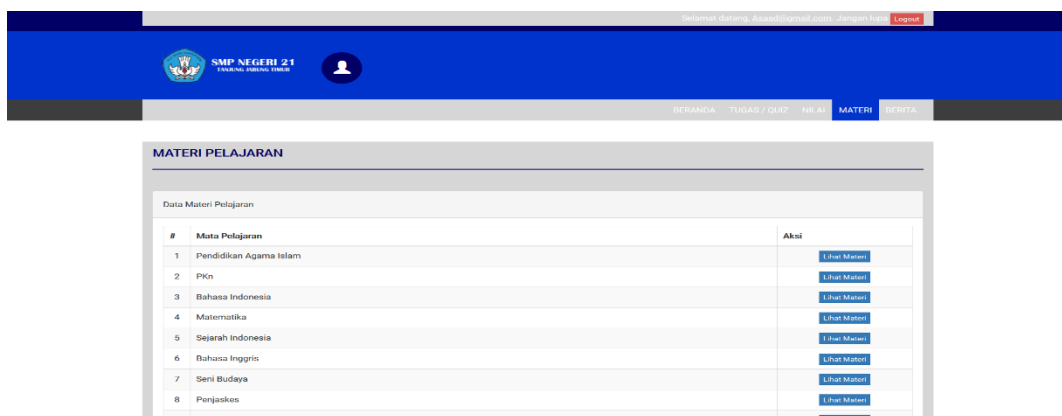 Selamat datang, Asaad@gmail.com. Jangan lupa Logout
SMP NEGERI 21
TANJUNG JABUNG TIMUR
BERANDA TUGAS / QUIZ NILAI MATERI BERITA
MATERI PELAJARAN
Data Materi Pelajaran
# Mata Pelajaran Aksi
1 Pendidikan Agama Islam Lihat Materi
2 PKn Lihat Materi
3 Bahasa Indonesia Lihat Materi
4 Matematika Lihat Materi
5 Sejarah Indonesia Lihat Materi
6 Bahasa Inggris Lihat Materi
7 Seni Budaya Lihat Materi
8 Penjaskes Lihat Materi